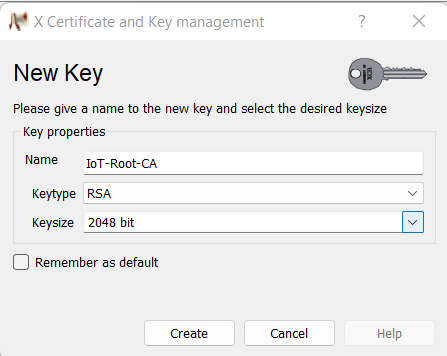 X Certificate and Key management
?
New Key
Please give a name to the new key and select the desired keysize
Key properties
Name IoT-Root-CA
Keytype RSA
Keysize 2048 bit
Remember as default
Create Cancel Help